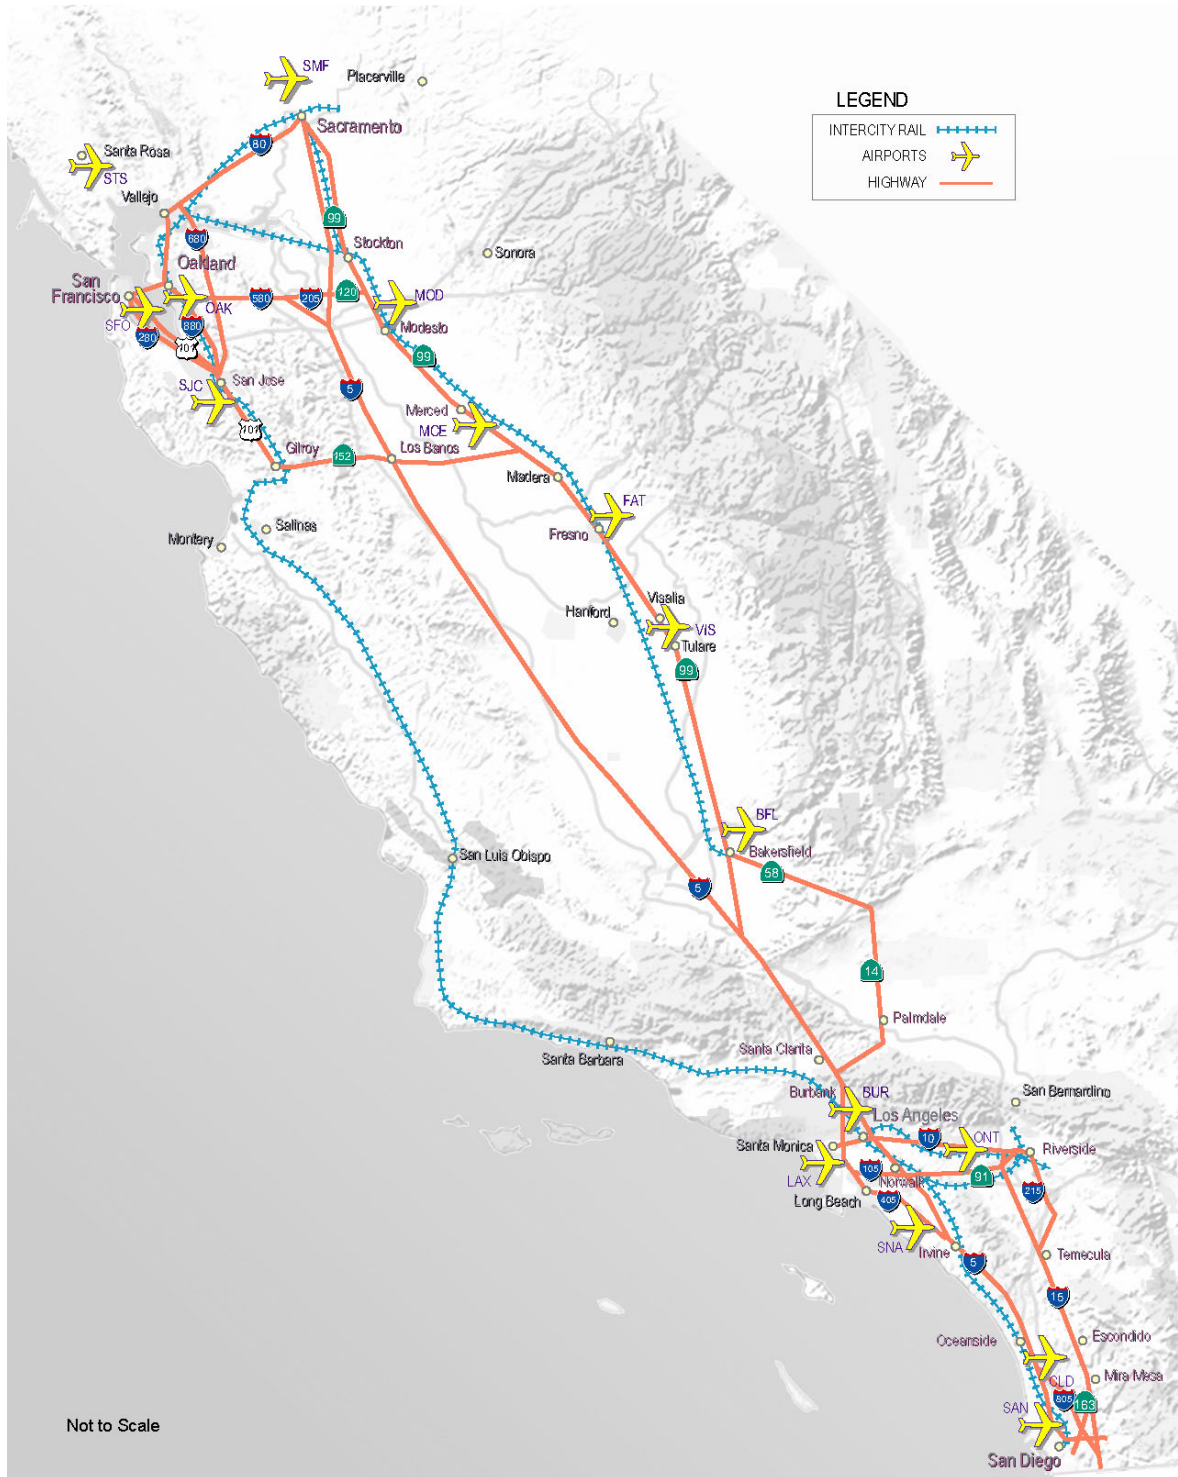 SMF
Placerville
LEGEND
Sacramento
INTERCITY RAIL
80
Santa Rosa
AIRPORTS
STS
HIGHWAY
Vallejo
99
680
Stockton
Sonora
Oakland
San
Francisco
580
205
120
MOD
OAK
SFO
880
Modesto
280
101
99
SJC
San Jose
5
Merced
101
MCE
Gilroy
152
Los Banos
Madera
FAT
Salinas
Fresno
Montery
Visalia
Hanford
VIS
Tulare
99
BFL
San Luis Obispo
Bakersfield
58
5
14
Palmdale
Santa Clarita
Santa Barbara
Burbank
BUR
San Bernardino
Los Angeles
10
ONT
Santa Monica
Riverside
105
Norwalk
91
LAX
215
Long Beach
405
SNA
Irvine
Temecula
5
15
Oceanside
Escondido
CLD
Mira Mesa
805
163
SAN
Not to Scale
San Diego